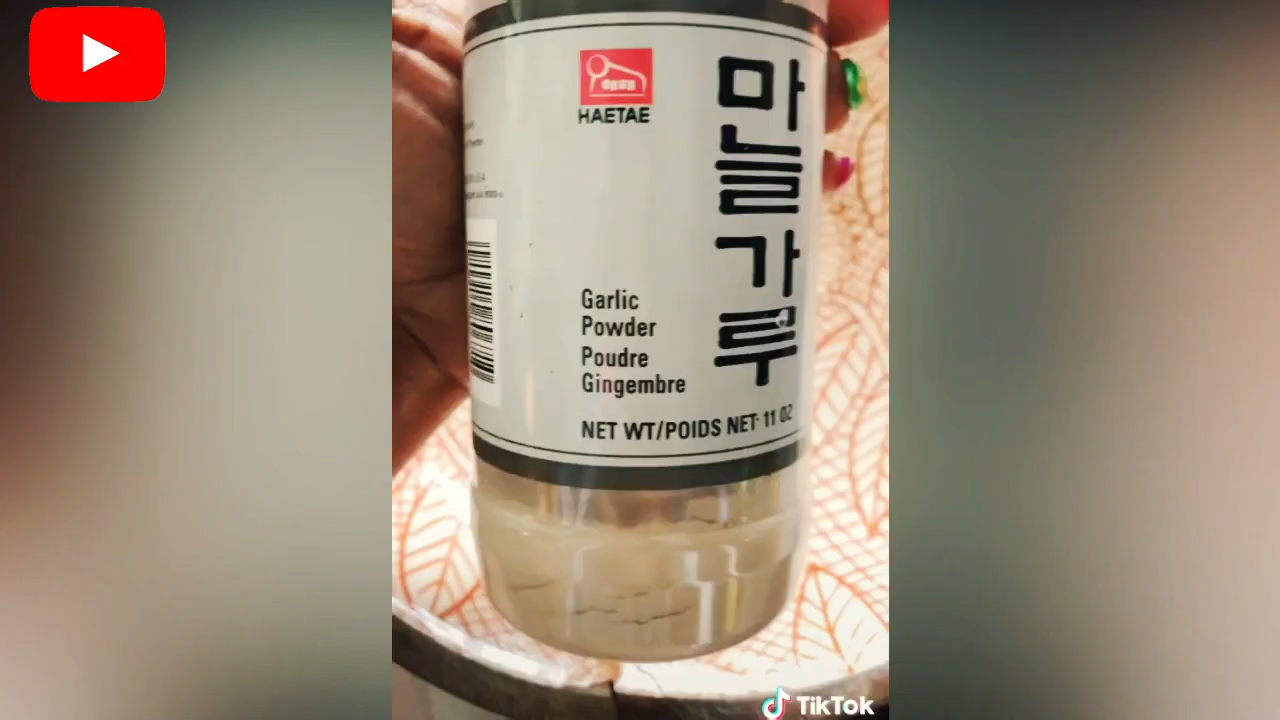 HAETAE
마늘가루
Garlic
Powder
Poudre
Gingembre
NET WT/POIDS NET 11 OZ
TikTok